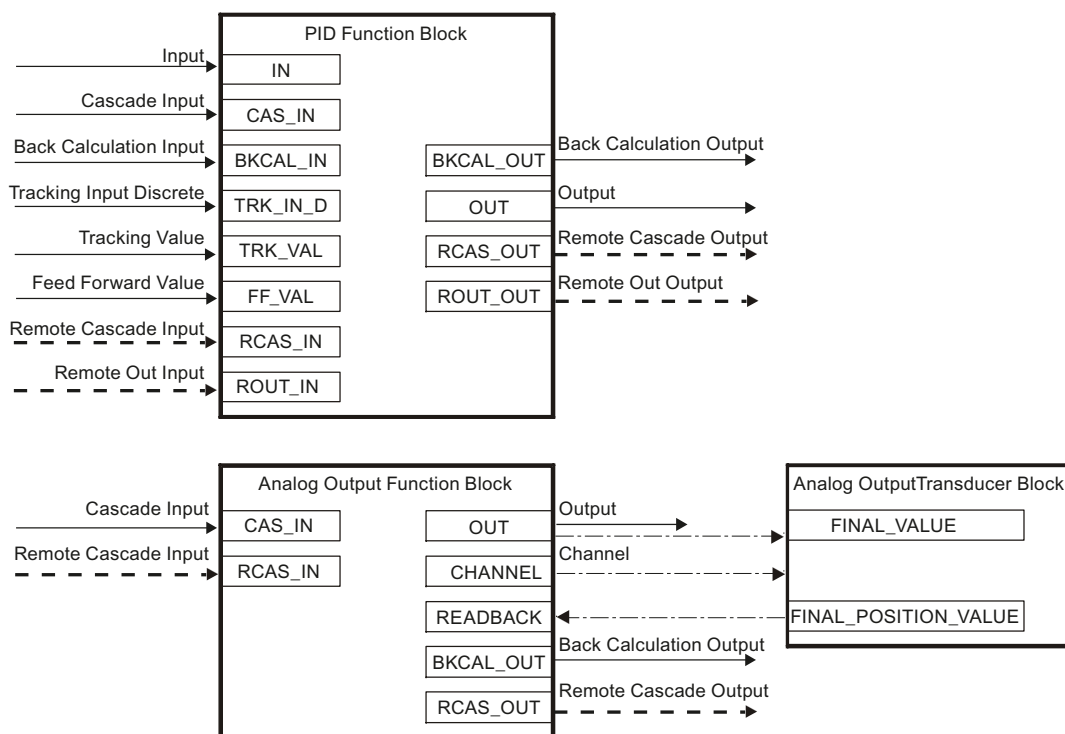 PID Function Block
Input
IN
Cascade Input
CAS_IN
Back Calculation Input
BKCAL_IN
BKCAL_OUT
Back Calculation Output
Tracking Input Discrete
TRK_IN_D
OUT
Output
Tracking Value
TRK_VAL
RCAS_OUT
Remote Cascade Output
Feed Forward Value
FF_VAL
ROUT_OUT
Remote Out Output
Remote Cascade Input
RCAS_IN
Remote Out Input
ROUT_IN
Analog Output Function Block
Analog OutputTransducer Block
Cascade Input
CAS_IN
OUT
Output
FINAL_VALUE
Remote Cascade Input
RCAS_IN
CHANNEL
Channel
READBACK
FINAL_POSITION_VALUE
BKCAL_OUT
Back Calculation Output
RCAS_OUT
Remote Cascade Output